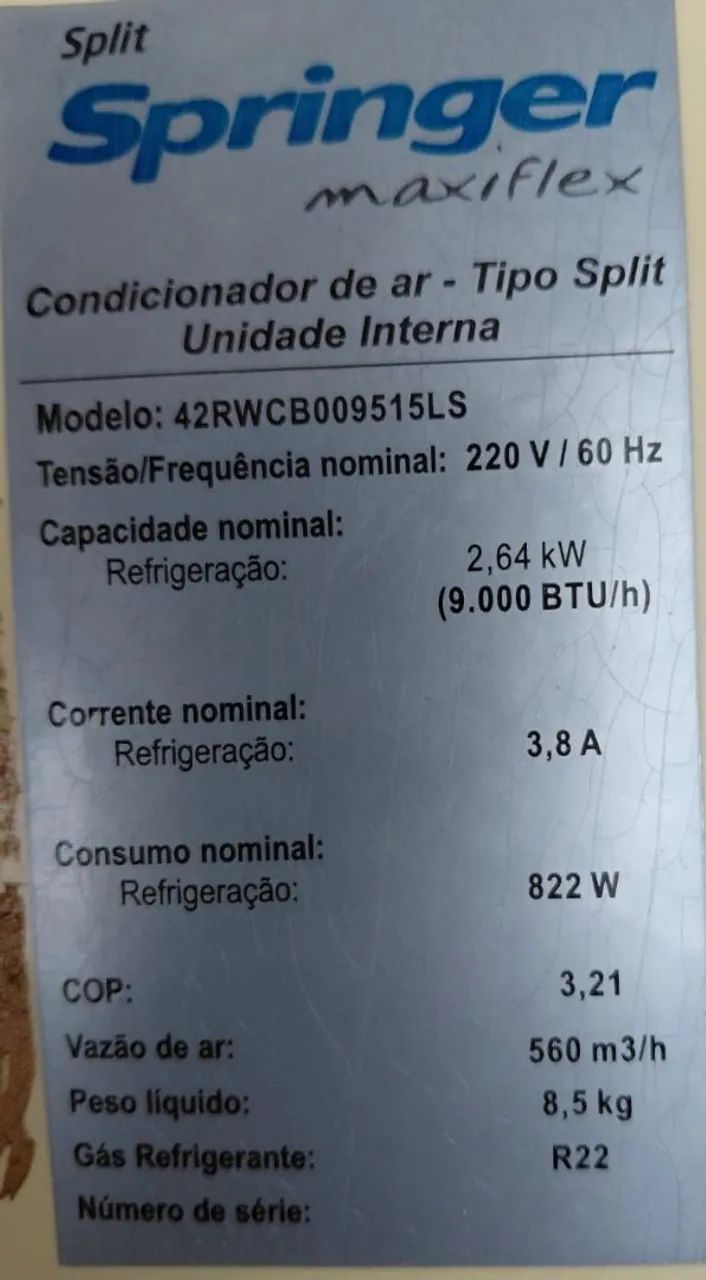 Split
Springer
maxiflex
Condicionador de ar - Tipo Split
Unidade Interna
Modelo: 42RWCB009515LS
Tensão/Frequência nominal: 220 V / 60 Hz
Capacidade nominal:
Refrigeração: 2,64 kW
(9.000 BTU/h)
Corrente nominal:
Refrigeração: 3,8 A
Consumo nominal:
Refrigeração: 822 W
COP: 3,21
Vazão de ar: 560 m3/h
Peso líquido: 8,5 kg
Gás Refrigerante: R22
Número de série: